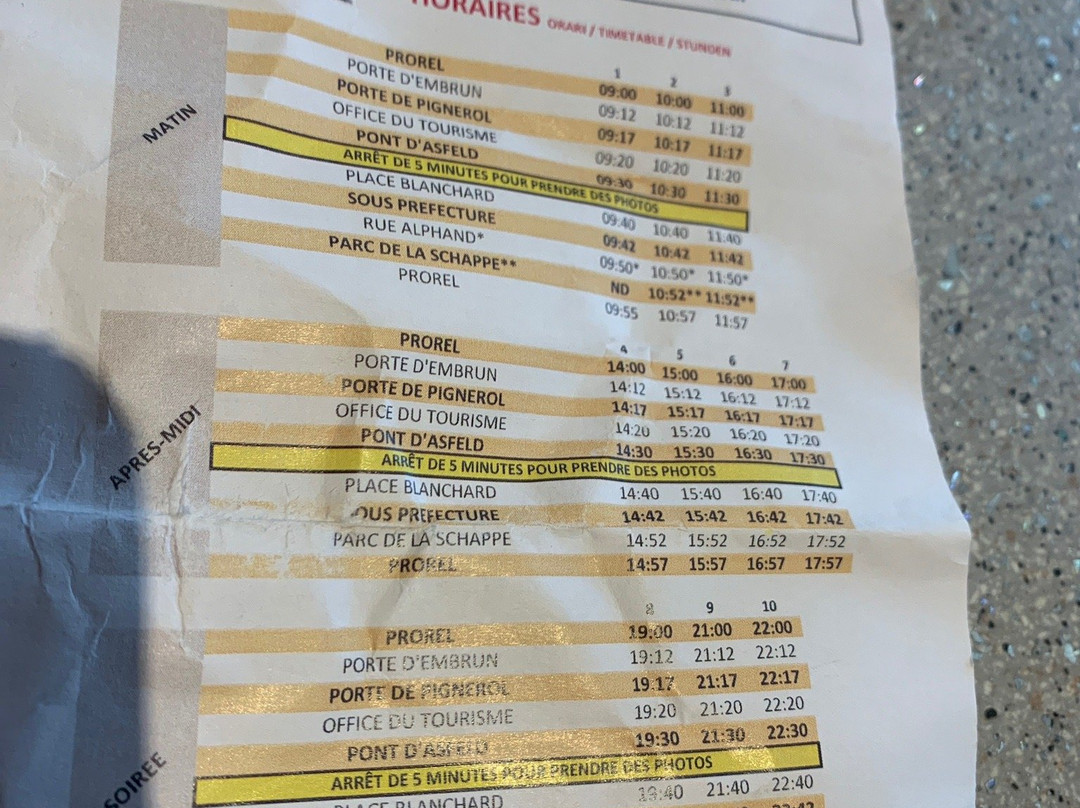 HORAIRES ORARI / TIMETABLE / STUNDEN
MATIN
1 2 3
PROREL 09:00 10:00 11:00
PORTE D'EMBRUN 09:12 10:12 11:12
PORTE DE PIGNEROL 09:17 10:17 11:17
OFFICE DU TOURISME 09:20 10:20 11:20
PONT D'ASFELD 09:30 10:30 11:30
ARRÊT DE 5 MINUTES POUR PRENDRE DES PHOTOS
PLACE BLANCHARD 09:40 10:40 11:40
SOUS PREFECTURE 09:42 10:42 11:42
RUE ALPHAND* 09:50* 10:50* 11:50*
PARC DE LA SCHAPPE** ND 10:52** 11:52**
PROREL 09:55 10:57 11:57
APRES-MIDI
4 5 6 7
PROREL 14:00 15:00 16:00 17:00
PORTE D'EMBRUN 14:12 15:12 16:12 17:12
PORTE DE PIGNEROL 14:17 15:17 16:17 17:17
OFFICE DU TOURISME 14:20 15:20 16:20 17:20
PONT D'ASFELD 14:30 15:30 16:30 17:30
ARRÊT DE 5 MINUTES POUR PRENDRE DES PHOTOS
PLACE BLANCHARD 14:40 15:40 16:40 17:40
SOUS PREFECTURE 14:42 15:42 16:42 17:42
PARC DE LA SCHAPPE 14:52 15:52 16:52 17:52
PROREL 14:57 15:57 16:57 17:57
SOIREE
8 9 10
PROREL 19:00 21:00 22:00
PORTE D'EMBRUN 19:12 21:12 22:12
PORTE DE PIGNEROL 19:17 21:17 22:17
OFFICE DU TOURISME 19:20 21:20 22:20
PONT D'ASFELD 19:30 21:30 22:30
ARRÊT DE 5 MINUTES POUR PRENDRE DES PHOTOS
PLACE BLANCHARD 19:40 21:40 22:40